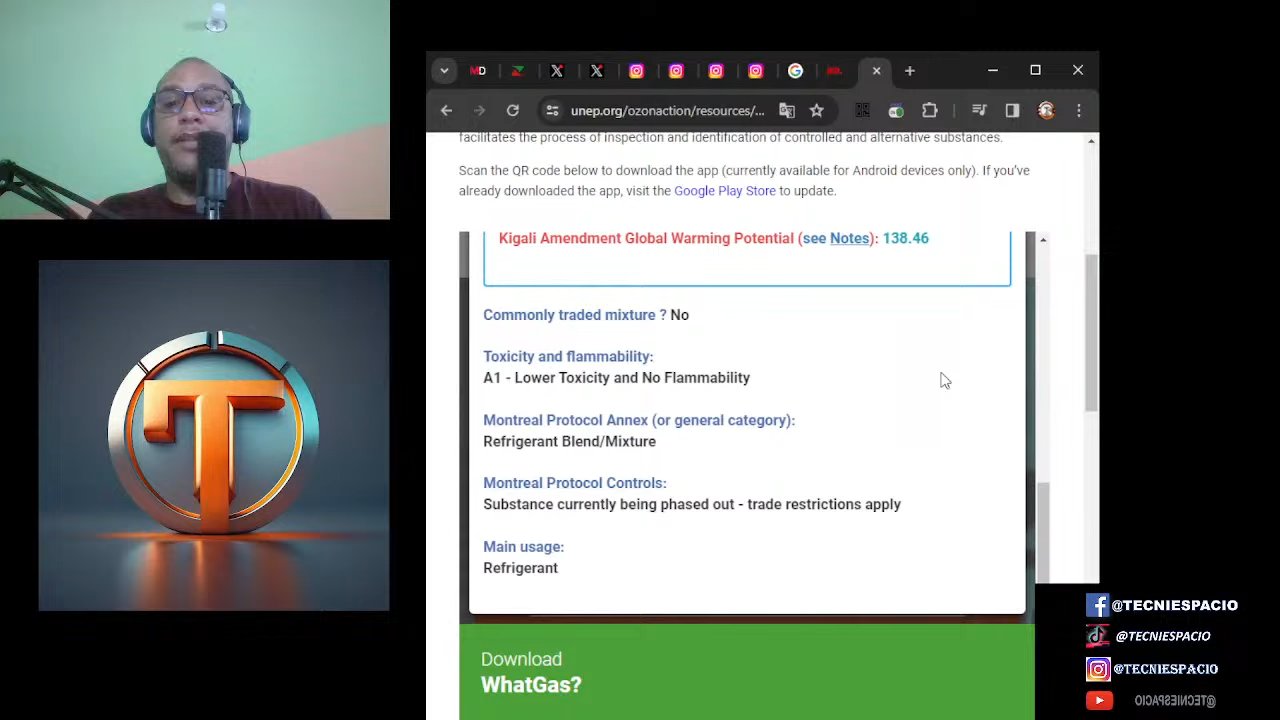 MD
unep.org/ozonaction/resources/...
facilitates the process of inspection and identification of controlled and alternative substances.
Scan the QR code below to download the app (currently available for Android devices only). If you've
already downloaded the app, visit the Google Play Store to update.
Kigali Amendment Global Warming Potential (see Notes): 138.46
Commonly traded mixture ? No
Toxicity and flammability:
A1 - Lower Toxicity and No Flammability
Montreal Protocol Annex (or general category):
Refrigerant Blend/Mixture
Montreal Protocol Controls:
Substance currently being phased out - trade restrictions apply
Main usage:
Refrigerant
Download
WhatGas?
T
@TECNIESPACIO
@TECNIESPACIO
@TECNIESPACIO
@TECNIESPACIO